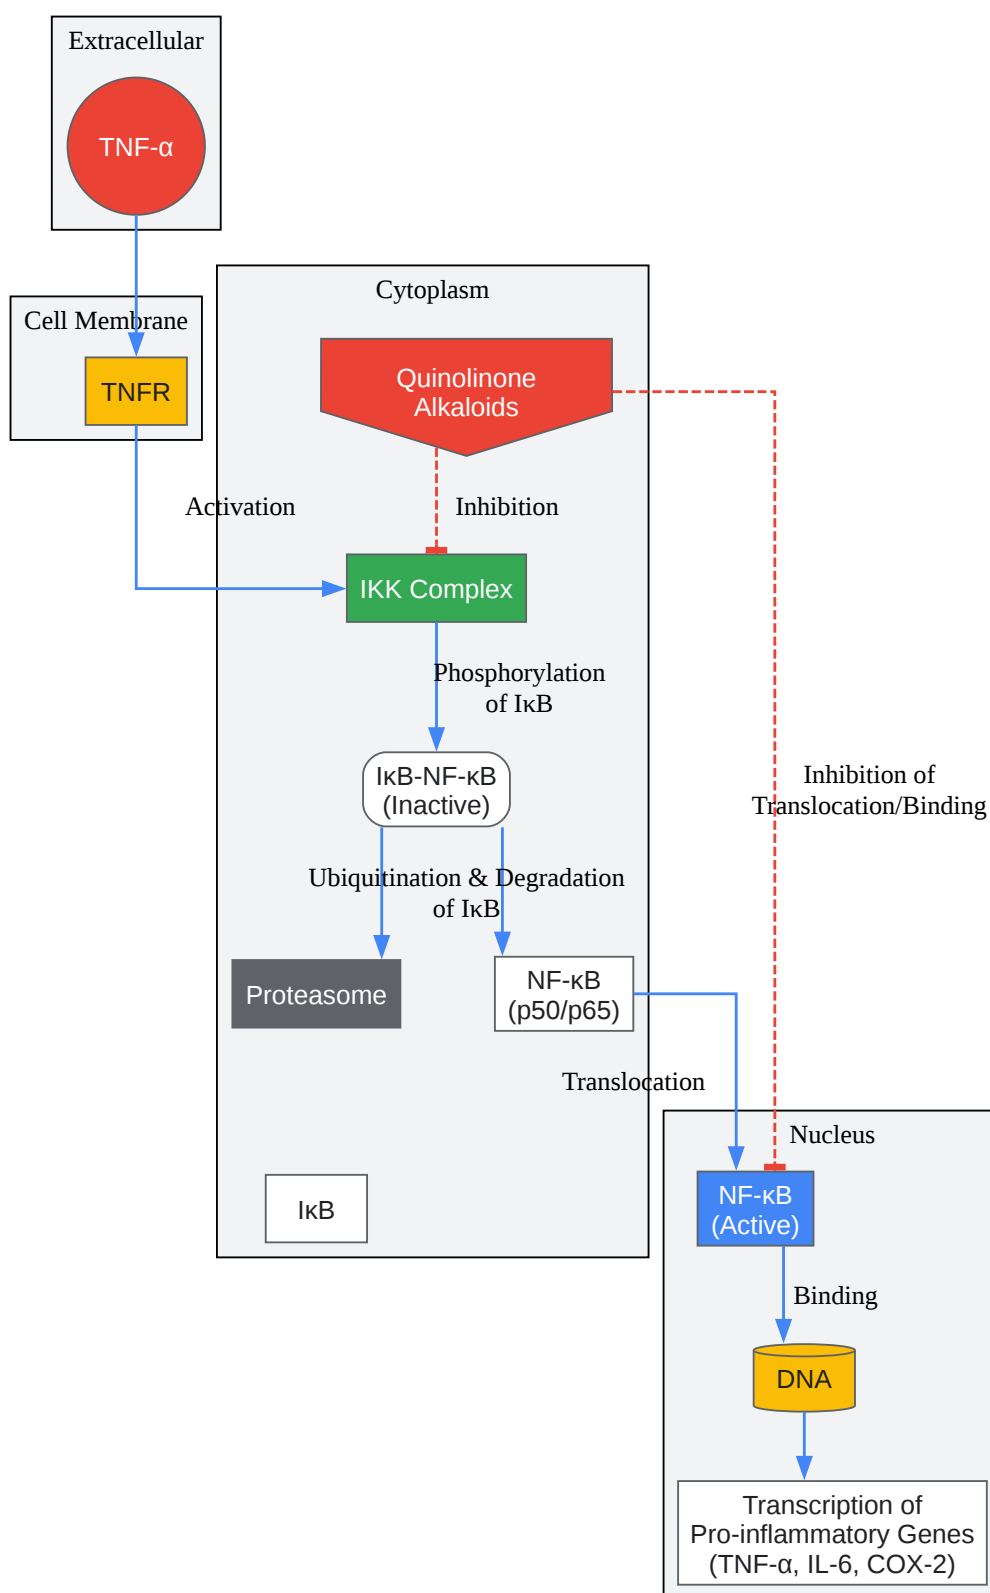 Extracellular
TNF-α
Cell Membrane
TNFR
Cytoplasm
Quinolinone
Alkaloids
Activation
Inhibition
IKK Complex
Phosphorylation
of IκB
IκB-NF-κB
(Inactive)
Inhibition of
Translocation/Binding
Ubiquitination & Degradation
of IκB
Proteasome
NF-κB
(p50/p65)
Translocation
IκB
Nucleus
NF-κB
(Active)
Binding
DNA
Transcription of
Pro-inflammatory Genes
(TNF-α, IL-6, COX-2)